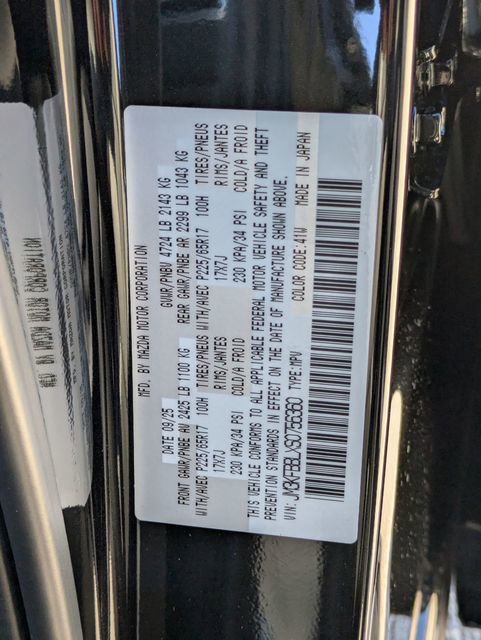 MFD. BY MAZDA MOTOR CORPORATION
DATE 09/25 GVWR/PNBV 4724 LB 2143 KG
FRONT GAWR/PNBE AV 2425 LB 1100 KG REAR GAWR/PNBE AR 2299 LB 1043 KG
WITH/AVEC P225/65R17 100H TIRES/PNEUS WITH/AVEC P225/65R17 100H TIRES/PNEUS
17X7J RIMS/JANTES 17X7J RIMS/JANTES
230 KPA/34 PSI COLD/A FROID 230 KPA/34 PSI COLD/A FROID
THIS VEHICLE CONFORMS TO ALL APPLICABLE FEDERAL MOTOR VEHICLE SAFETY AND THEFT
PREVENTION STANDARDS IN EFFECT ON THE DATE OF MANUFACTURE SHOWN ABOVE.
VIN: TYPE: MPV COLOR CODE: 41W MADE IN JAPAN